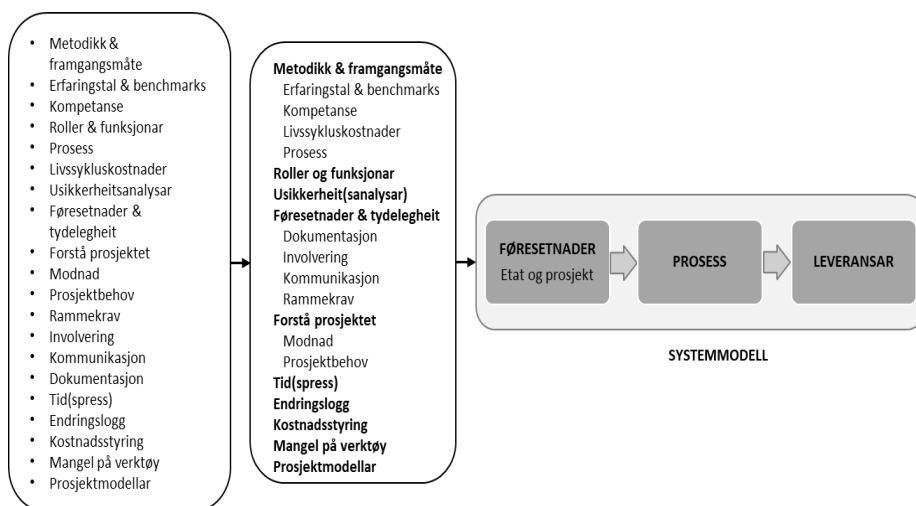 • Metodikk &
framgangsmåte
• Erfaringstal & benchmarks
• Kompetanse
• Roller & funksjonar
• Prosess
• Livssykluskostnader
• Usikkerheitsanalysar
• Føresetnader &
tydelegheit
• Forstå prosjektet
• Modnad
• Prosjektbehov
• Rammekrav
• Involvering
• Kommunikasjon
• Dokumentasjon
• Tid(spress)
• Endringslogg
• Kostnadsstyring
• Mangel på verktøy
• Prosjektmodellar
Metodikk & framgangsmåte
Erfaringstal & benchmarks
Kompetanse
Livssykluskostnader
Prosess
Roller og funksjonar
Usikkerheit(sanalysar)
Føresetnader & tydelegheit
Dokumentasjon
Involvering
Kommunikasjon
Rammekrav
Forstå prosjektet
Modnad
Prosjektbehov
Tid(spress)
Endringslogg
Kostnadsstyring
Mangel på verktøy
Prosjektmodellar
FØRESETNADER
Etat og prosjekt
PROSESS
LEVERANSAR
SYSTEMMODELL